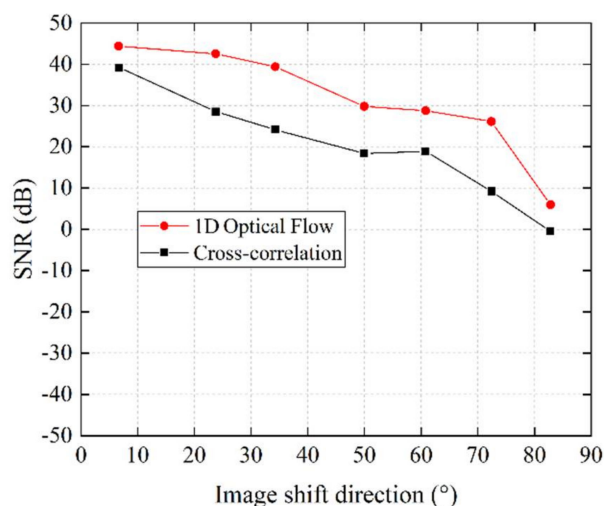 50
40
30
20
10
0
-10
-20
-30
-40
-50
SNR (dB)
1D Optical Flow
Cross-correlation
0 10 20 30 40 50 60 70 80 90
Image shift direction (°)